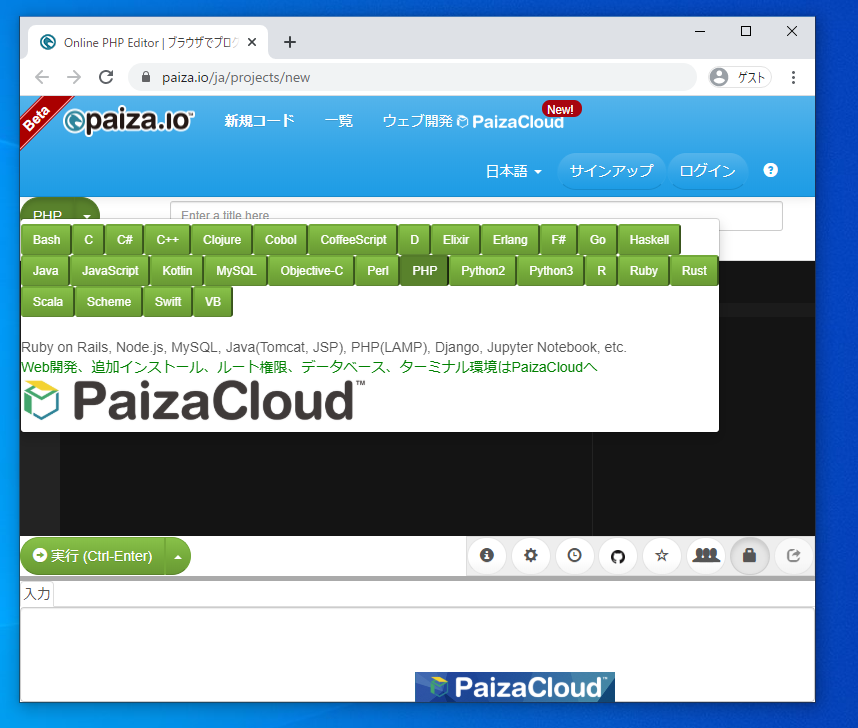 Online PHP Editor | ブラウザでプログ
paiza.io/ja/projects/new
ゲスト
Beta
paiza.IO™
新規コード
一覧
ウェブ開発 PaizaCloud
New!
日本語
サインアップ
ログイン
?
PHP
Enter a title here
Bash C C# C++ Clojure Cobol CoffeeScript D Elixir Erlang F# Go Haskell
Java JavaScript Kotlin MySQL Objective-C Perl PHP Python2 Python3 R Ruby Rust
Scala Scheme Swift VB
Ruby on Rails, Node.js, MySQL, Java(Tomcat, JSP), PHP(LAMP), Django, Jupyter Notebook, etc.
Web開発、追加インストール、ルート権限、データベース、ターミナル環境はPaizaCloudへ
PaizaCloud™
実行 (Ctrl-Enter)
入力
PaizaCloud™